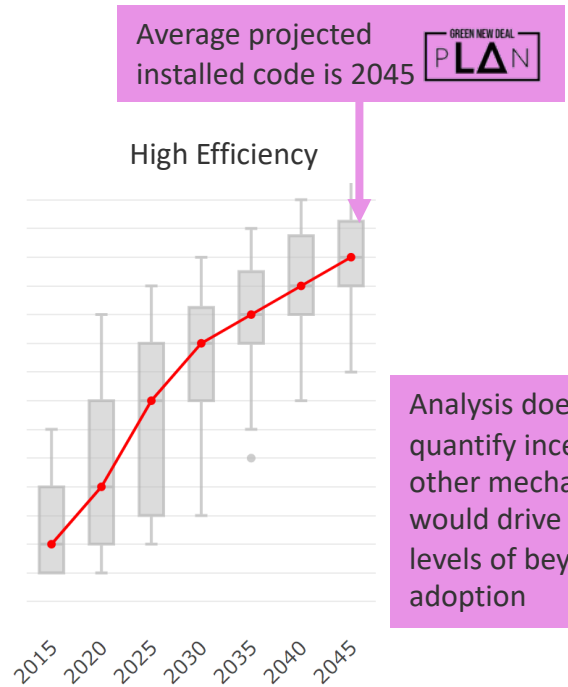 Average projected
installed code is 2045
GREEN NEW DEAL
PLAN
High Efficiency
Analysis doe
quantify ince
other mecha
would drive
levels of bey
adoption
2015 2020 2025 2030 2035 2040 2045